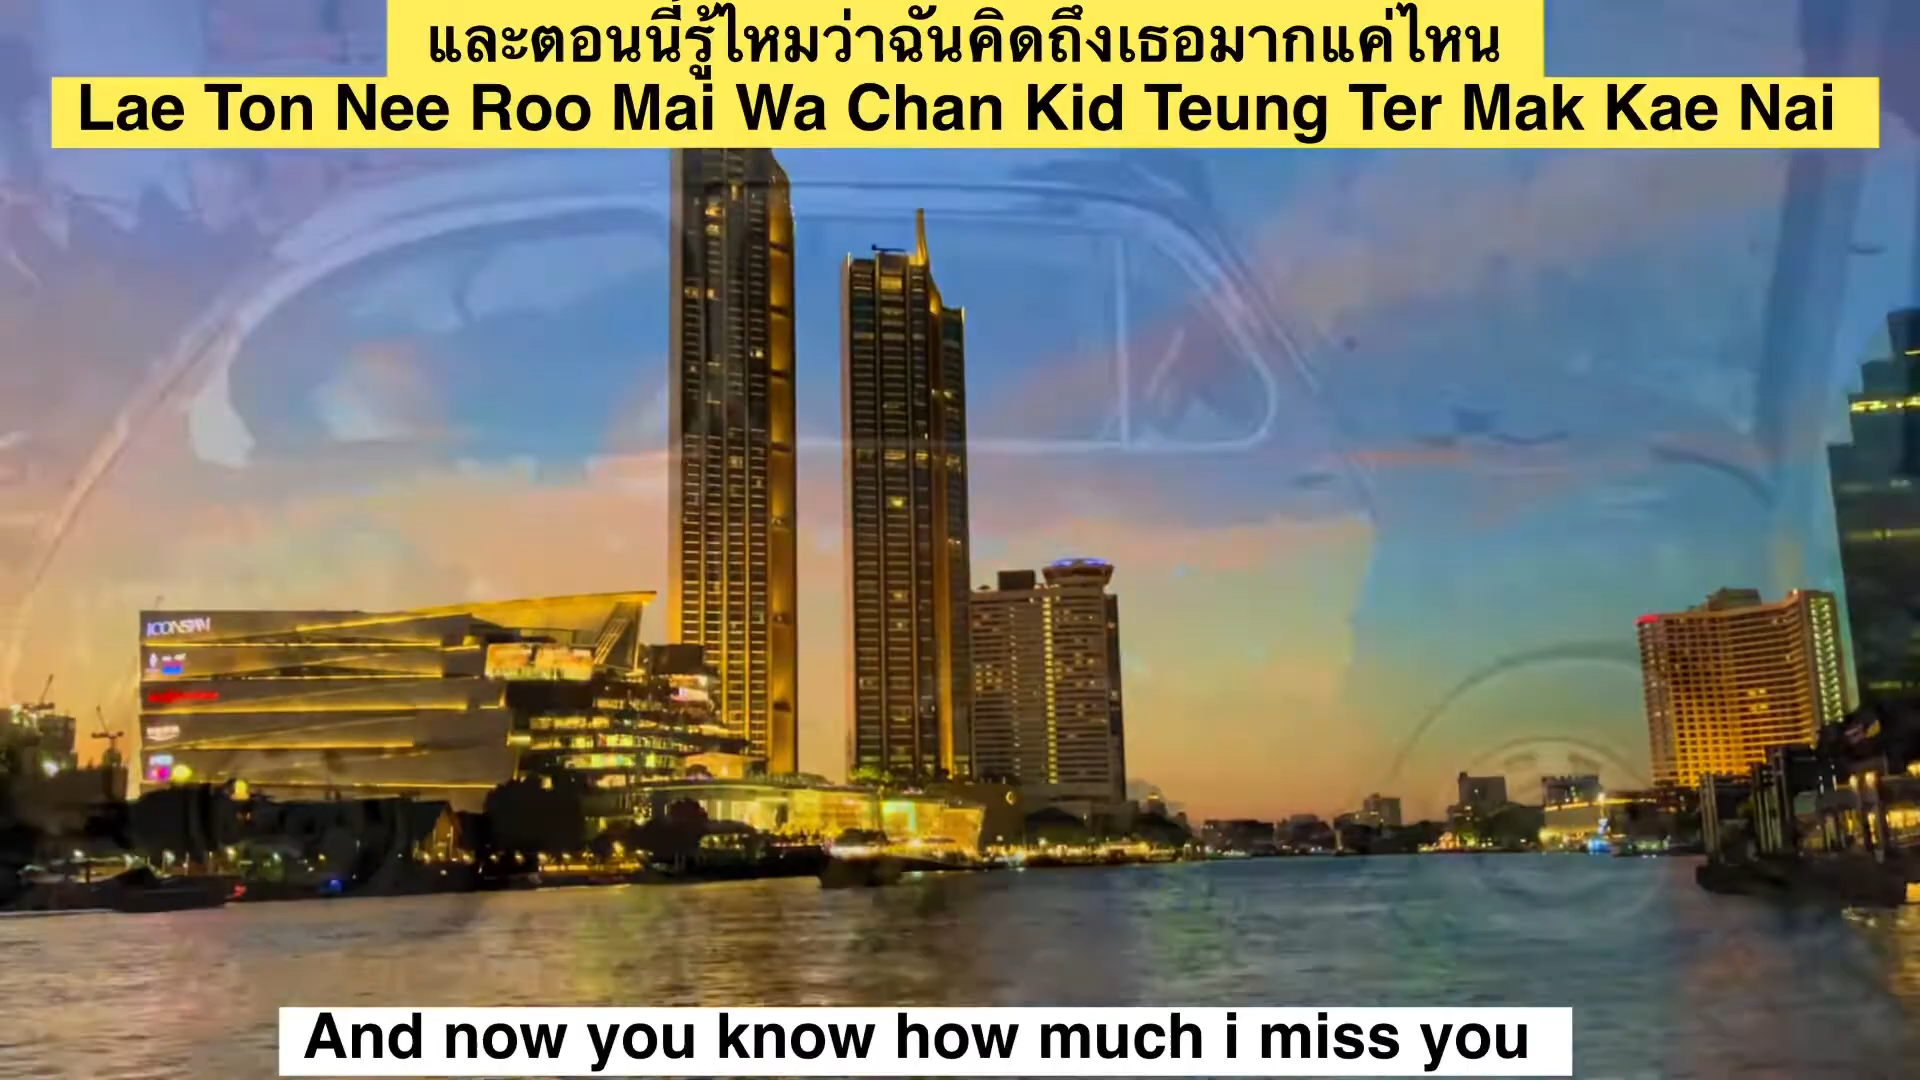 และตอนนี้รู้ไหมว่าฉันคิดถึงเธอมากแค่ไหน
Lae Ton Nee Roo Mai Wa Chan Kid Teung Ter Mak Kae Nai
ICONSIAM
And now you know how much i miss you